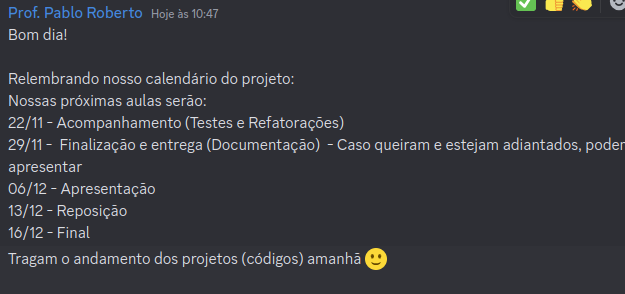 Prof. Pablo Roberto Hoje às 10:47
Bom dia!
Relembrando nosso calendário do projeto:
Nossas próximas aulas serão:
22/11 - Acompanhamento (Testes e Refatorações)
29/11 -  Finalização e entrega (Documentação)  - Caso queiram e estejam adiantados, podem
apresentar
06/12 - Apresentação
13/12 - Reposição
16/12 - Final
Tragam o andamento dos projetos (códigos) amanhã 🙂